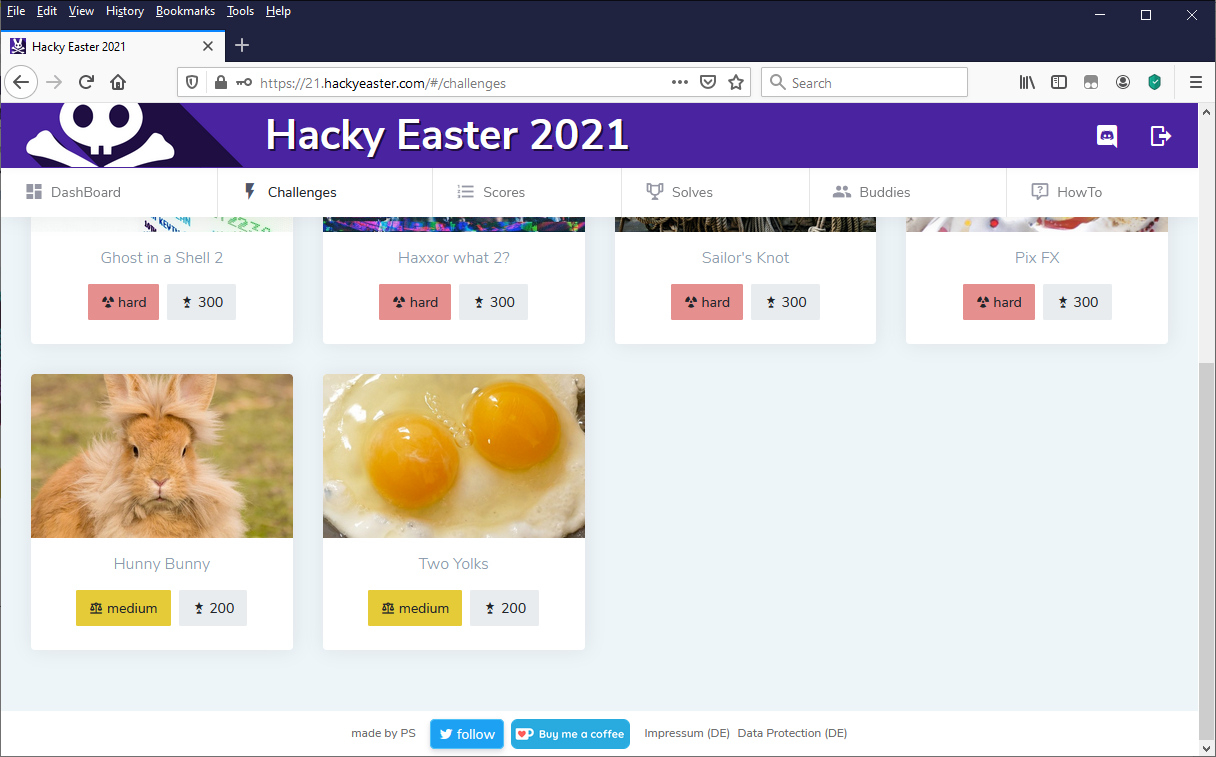 File Edit View History Bookmarks Tools Help
Hacky Easter 2021
https://21.hackyeaster.com/#/challenges
Search
Hacky Easter 2021
DashBoard Challenges Scores Solves Buddies HowTo
Ghost in a Shell 2 Haxxor what 2? Sailor's Knot Pix FX
hard 300 hard 300 hard 300 hard 300
Hunny Bunny Two Yolks
medium 200 medium 200
made by PS follow Buy me a coffee Impressum (DE) Data Protection (DE)